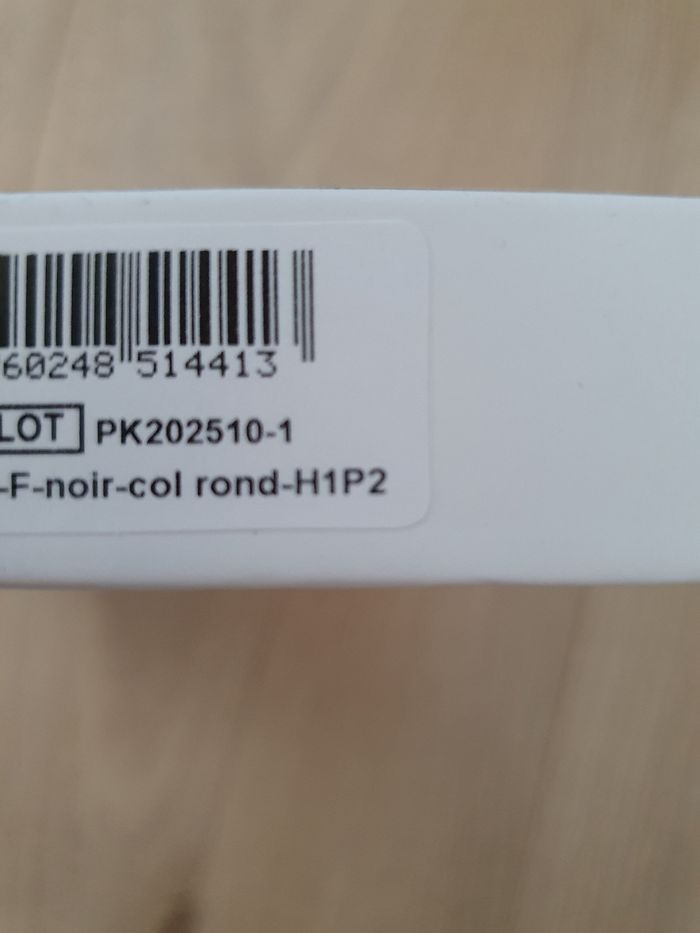 60248 514413
LOT PK202510-1
-F-noir-col rond-H1P2